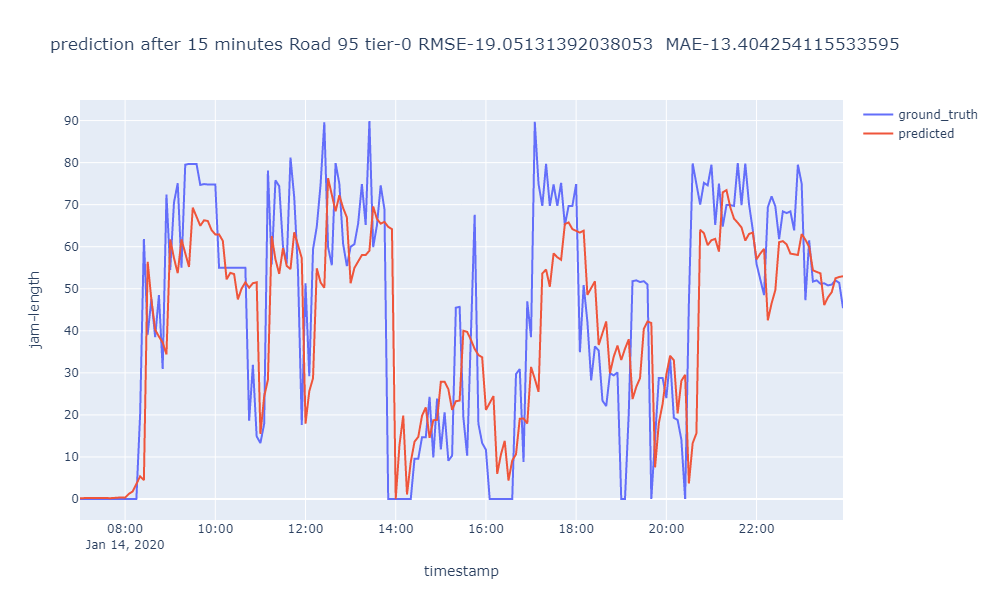 prediction after 15 minutes Road 95 tier-0 RMSE-19.05131392038053  MAE-13.404254115533595
ground_truth
predicted
90
80
70
60
50
40
30
20
10
0
jam-length
08:00 10:00 12:00 14:00 16:00 18:00 20:00 22:00
Jan 14, 2020
timestamp